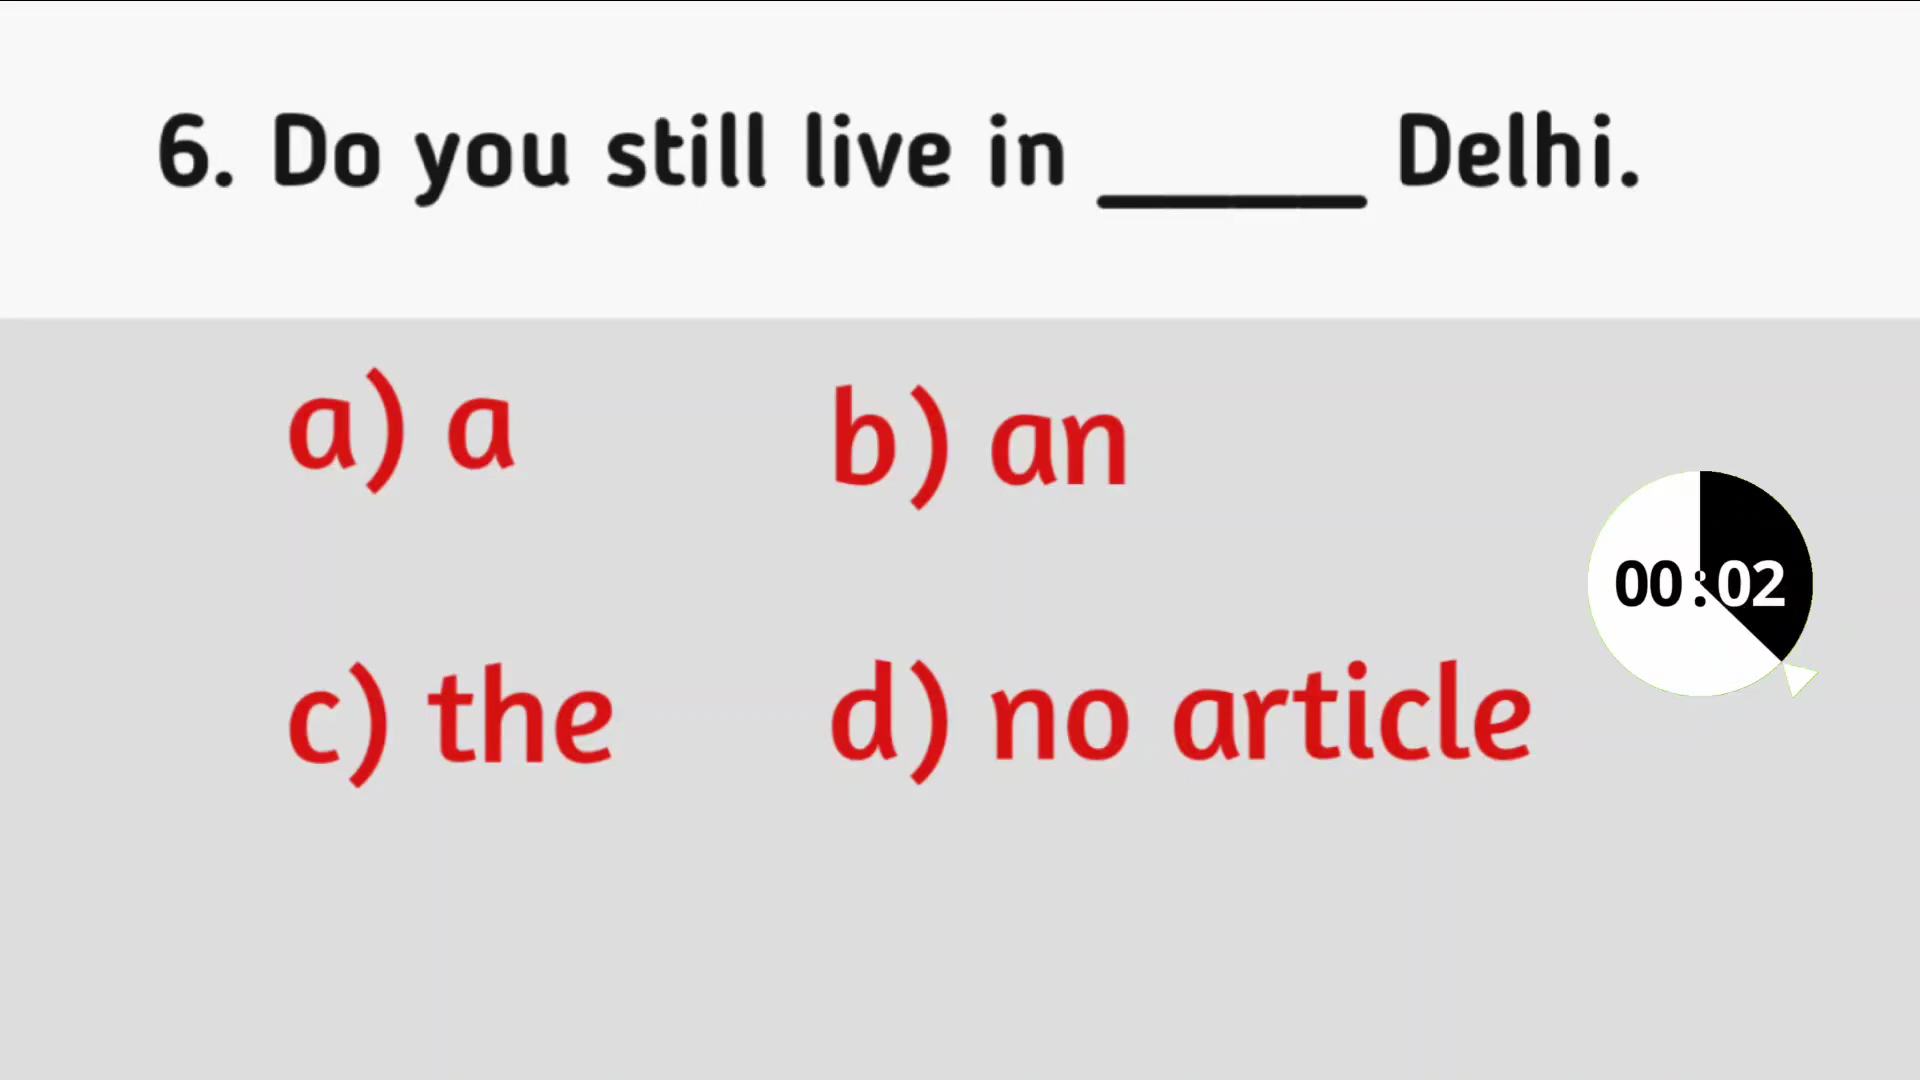 6. Do you still live in _____ Delhi.
a) a
b) an
c) the
d) no article
00:02